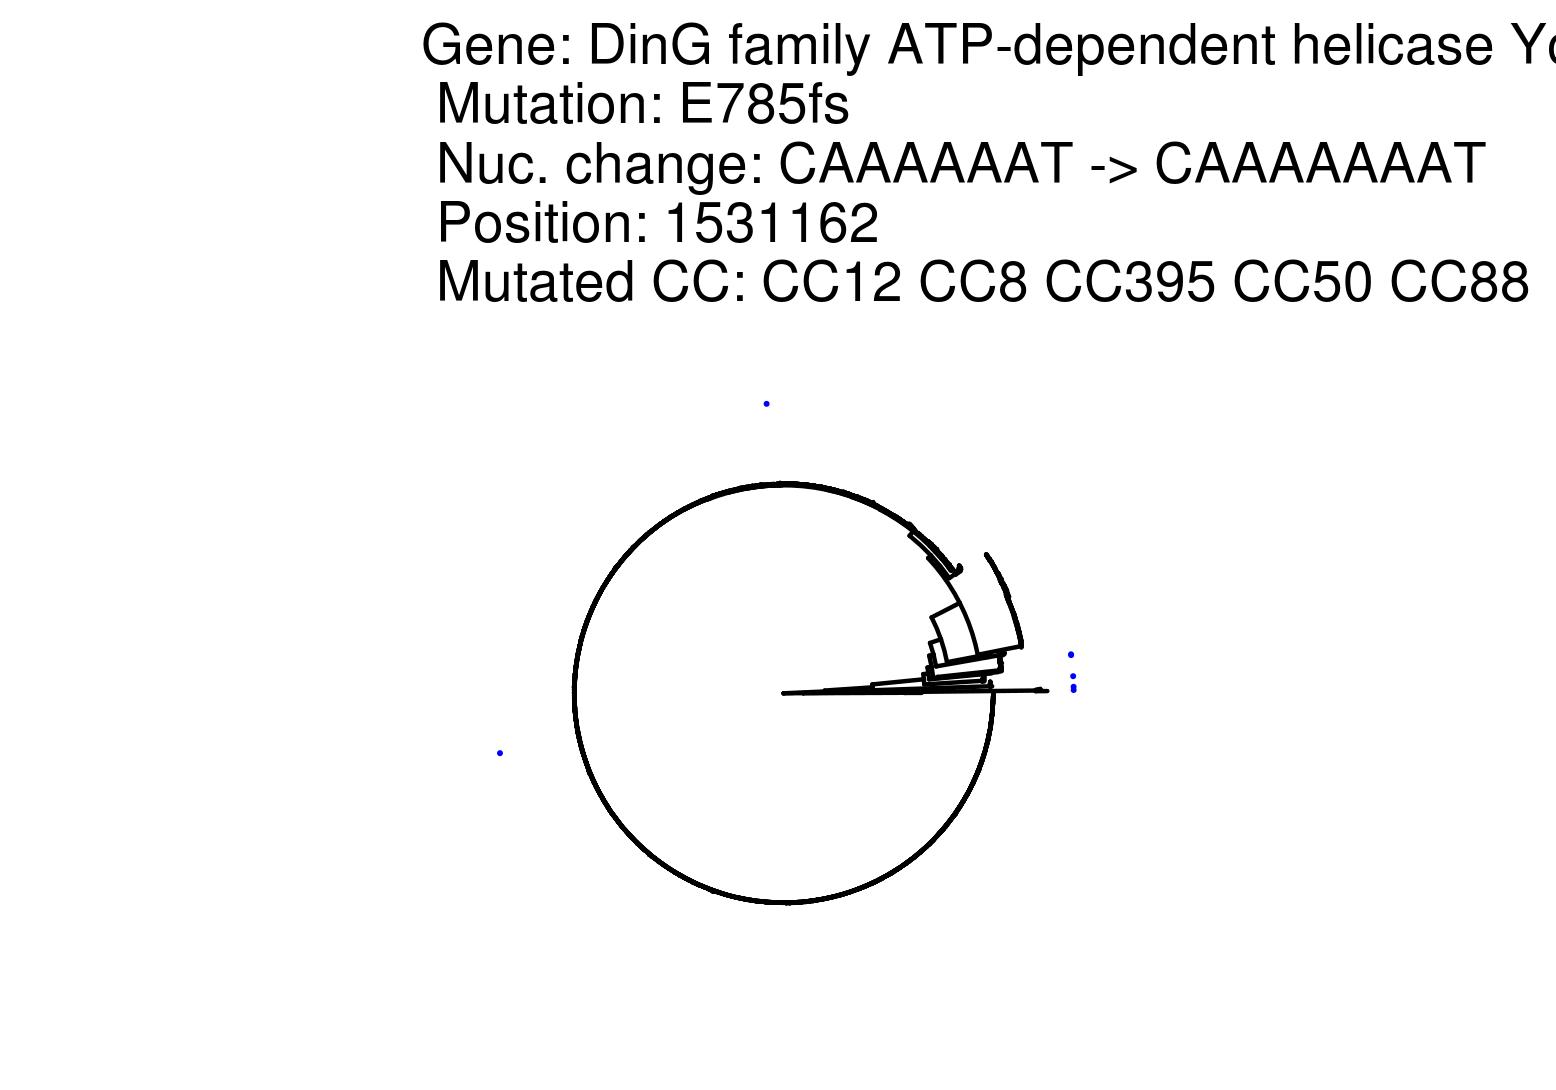 Gene: DinG family ATP-dependent helicase
Mutation: E785fs
Nuc. change: CAAAAAAT -> CAAAAAAAT
Position: 1531162
Mutated CC: CC12 CC8 CC395 CC50 CC88